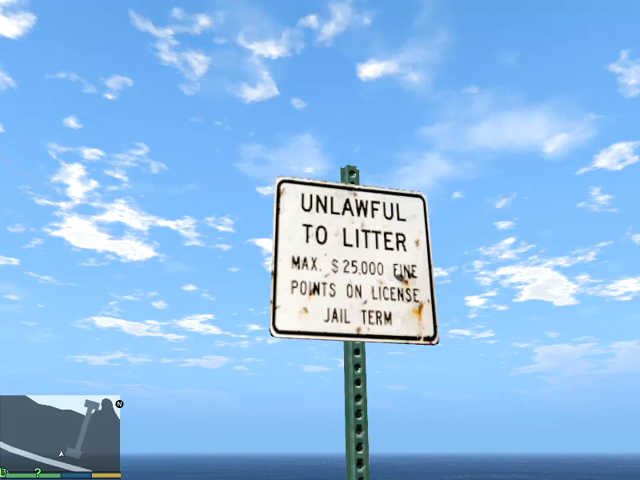 UNLAWFUL
TO LITTER
MAX. $25,000 FINE
POINTS ON LICENSE
JAIL TERM
N
?